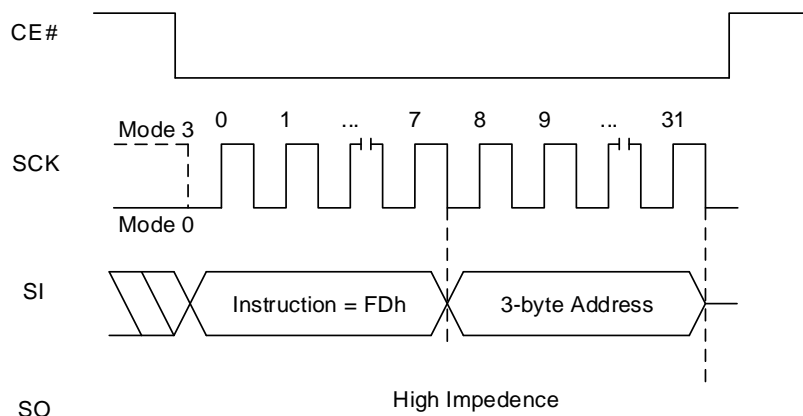 CE#
Mode 3
0 1 ... 7 8 9 ... 31
SCK
Mode 0
SI
Instruction = FDh
3-byte Address
High Impedence
SO